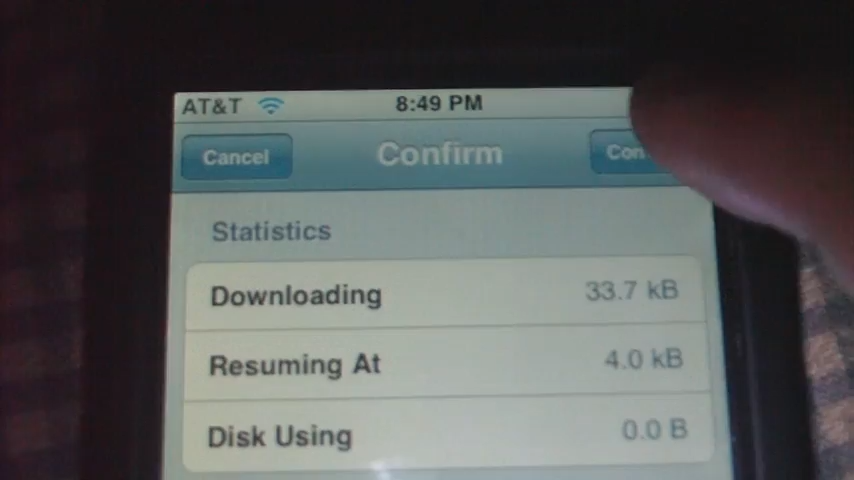 AT&T 8:49 PM
Cancel Confirm Con
Statistics
Downloading 33.7 kB
Resuming At 4.0 kB
Disk Using 0.0 B